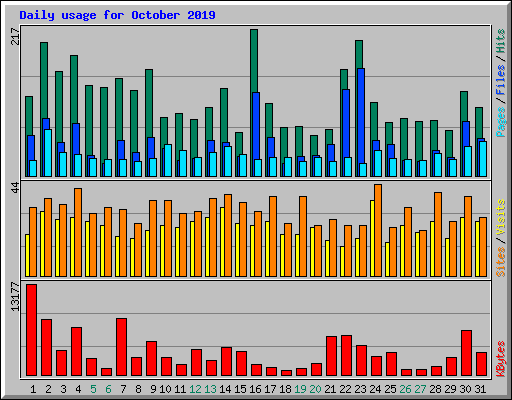 Daily usage for October 2019
217
Pages / Files / Hits
44
Sites / Visits
13177
KBytes
1 2 3 4 5 6 7 8 9 10 11 12 13 14 15 16 17 18 19 20 21 22 23 24 25 26 27 28 29 30 31